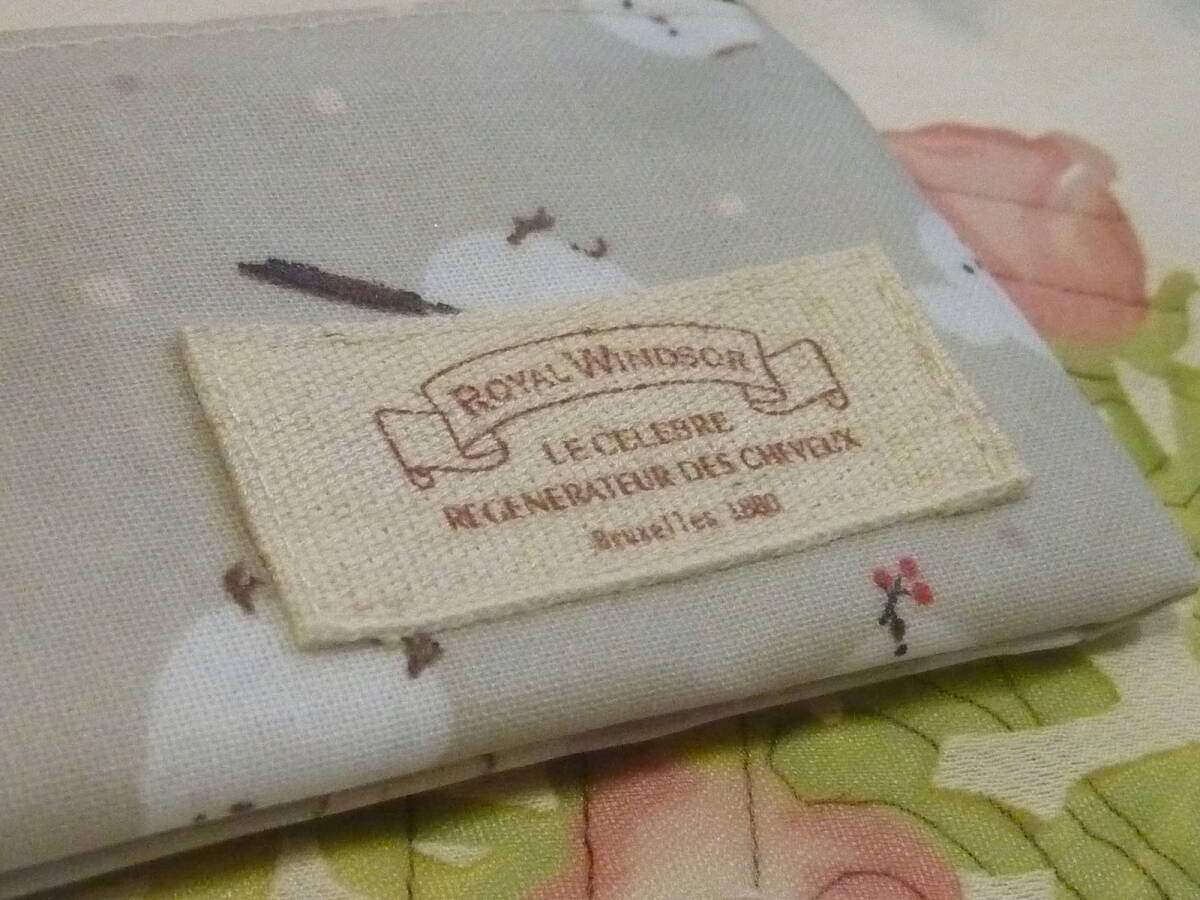 ROYAL WINDSOR
LE CELEBRE
REGENERATEUR DES CHEVEUX
Bruxelles 1880